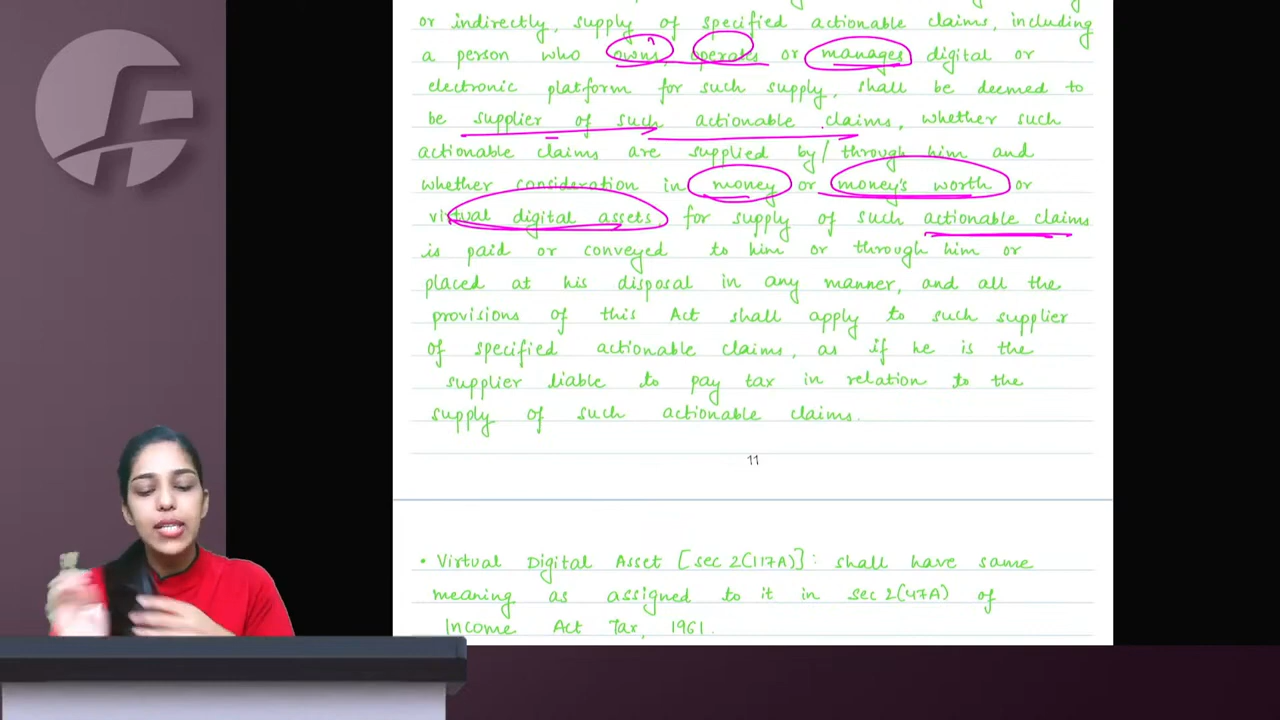 or indirectly, supply of specified actionable claims, including
a person who owns, operates or manages digital or
electronic platform for such supply, shall be deemed to
be supplier of such actionable claims, whether such
actionable claims are supplied by/through him and
whether consideration in money or money's worth or
virtual digital assets for supply of such actionable claims
is paid or conveyed to him or through him or
placed at his disposal in any manner, and all the
provisions of this Act shall apply to such supplier
of specified actionable claims, as if he is the
supplier liable to pay tax in relation to the
supply of such actionable claims.
11
• Virtual Digital Asset [sec 2(117A)]: shall have same
meaning as assigned to it in sec 2(47A) of
Income Act Tax, 1961.